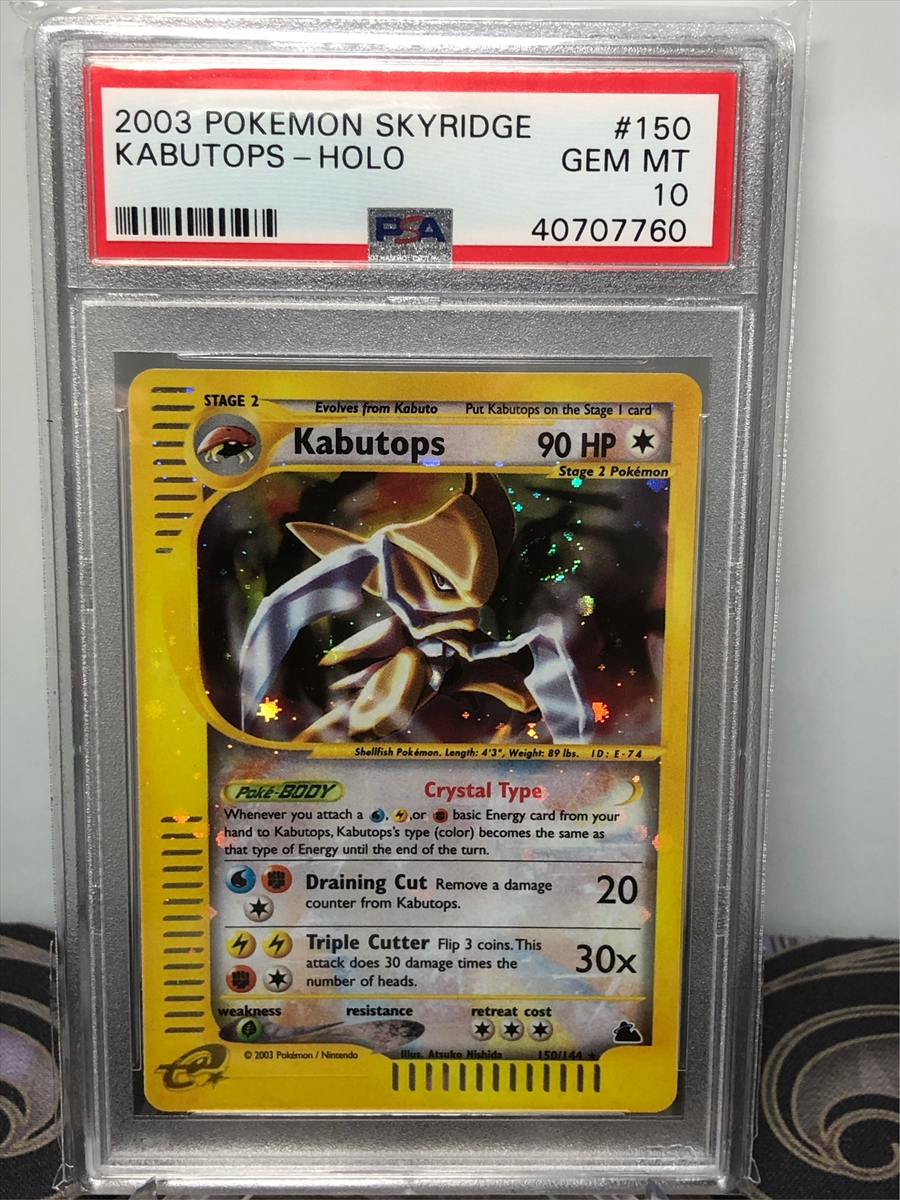 2003 POKEMON SKYRIDGE #150
KABUTOPS – HOLO GEM MT
10
PSA 40707760
STAGE 2 Evolves from Kabuto Put Kabutops on the Stage 1 card
Kabutops 90 HP
Stage 2 Pokémon
Shellfish Pokémon. Length: 4'3", Weight: 89 lbs. ID: E-74
Poké-BODY Crystal Type
Whenever you attach a , , or basic Energy card from your
hand to Kabutops, Kabutops's type (color) becomes the same as
that type of Energy until the end of the turn.
Draining Cut Remove a damage 20
counter from Kabutops.
Triple Cutter Flip 3 coins. This
attack does 30 damage times the 30x
number of heads.
weakness resistance retreat cost
© 2003 Pokémon / Nintendo Illus. Atsuko Nishida 150/144 ★
e